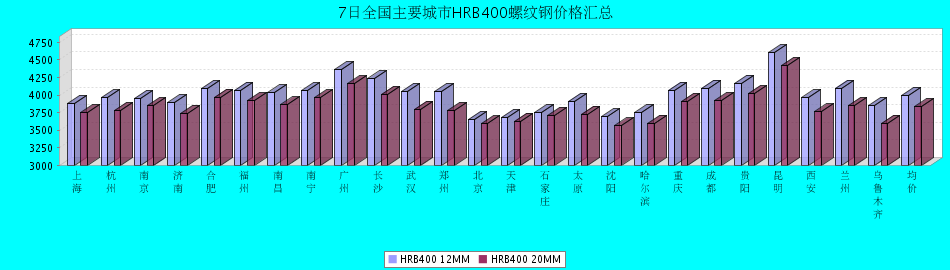 7日全国主要城市HRB400螺纹钢价格汇总
4750
4500
4250
4000
3750
3500
3250
3000
上海
杭州
南京
济南
合肥
福州
南昌
南宁
广州
长沙
武汉
郑州
北京
天津
石家庄
太原
沈阳
哈尔滨
重庆
成都
贵阳
昆明
西安
兰州
乌鲁木齐
均价
HRB400 12MM HRB400 20MM